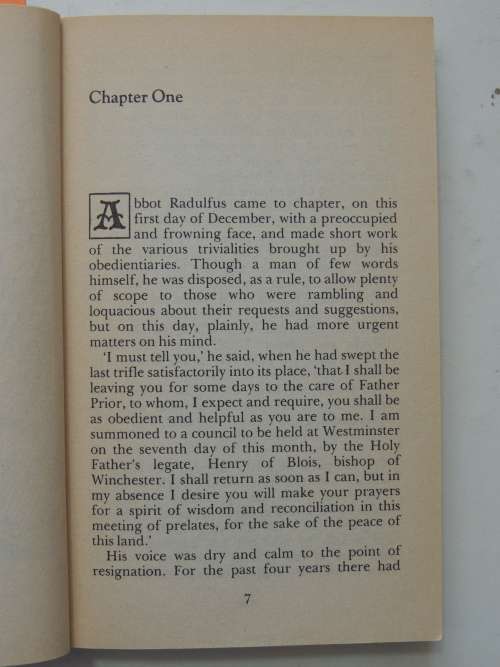 Chapter One
Abbot Radulfus came to chapter, on this
first day of December, with a preoccupied
and frowning face, and made short work
of the various trivialities brought up by his
obedientiaries. Though a man of few words
himself, he was disposed, as a rule, to allow plenty
of scope to those who were rambling and
loquacious about their requests and suggestions,
but on this day, plainly, he had more urgent
matters on his mind.
'I must tell you,' he said, when he had swept the
last trifle satisfactorily into its place, 'that I shall be
leaving you for some days to the care of Father
Prior, to whom, I expect and require, you shall be
as obedient and helpful as you are to me. I am
summoned to a council to be held at Westminster
on the seventh day of this month, by the Holy
Father's legate, Henry of Blois, bishop of
Winchester. I shall return as soon as I can, but in
my absence I desire you will make your prayers
for a spirit of wisdom and reconciliation in this
meeting of prelates, for the sake of the peace of
this land.'
His voice was dry and calm to the point of
resignation. For the past four years there had
7